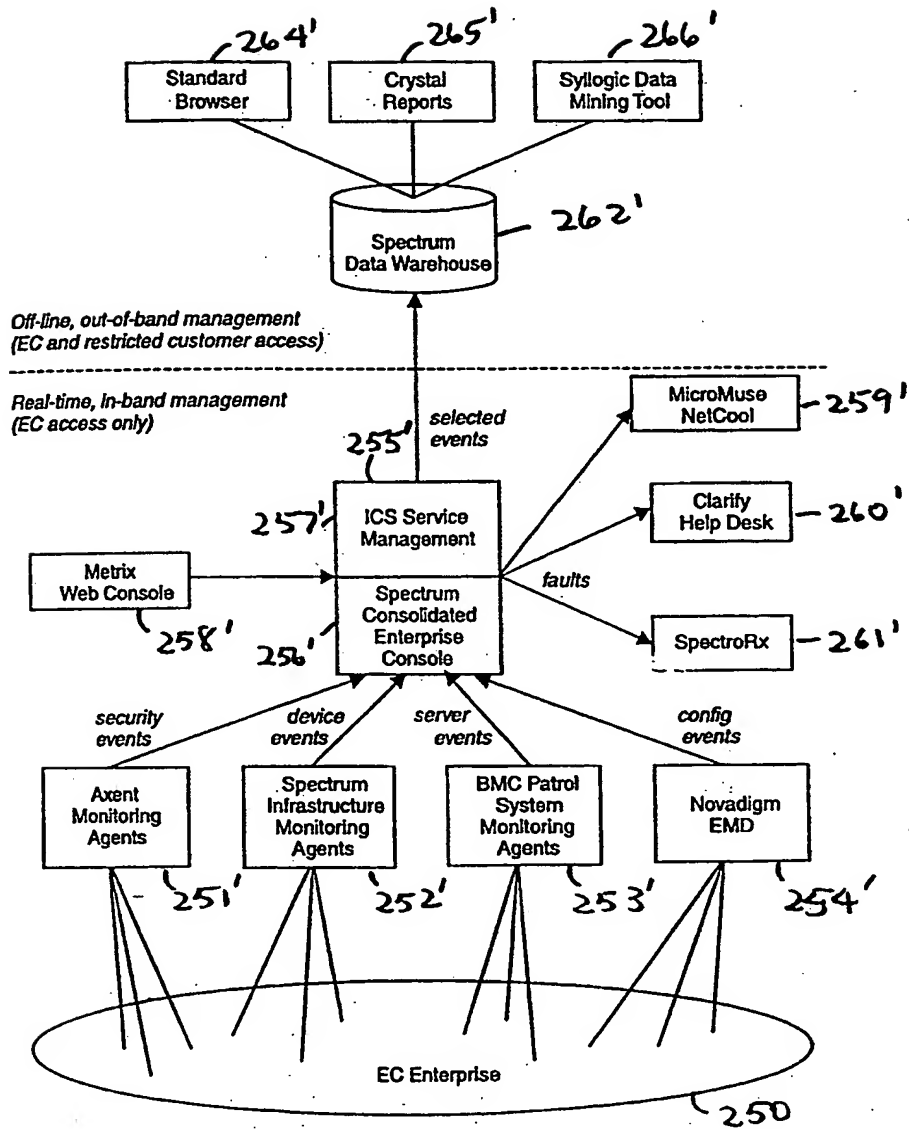 264'
265'
266'
Standard
Browser
Crystal
Reports
Syllogic Data
Mining Tool
262'
Spectrum
Data Warehouse
Off-line, out-of-band management
(EC and restricted customer access)
Real-time, in-band management
(EC access only)
selected
events
MicroMuse
NetCool
259'
255'
257'
ICS Service
Management
Clarify
Help Desk
260'
faults
Metrix
Web Console
258'
256'
Spectrum
Consolidated
Enterprise
Console
SpectroRx
261'
security
events
device
events
server
events
config
events
Axent
Monitoring
Agents
Spectrum
Infrastructure
Monitoring
Agents
BMC Patrol
System
Monitoring
Agents
Novadigm
EMD
251'
252'
253'
254'
EC Enterprise
250